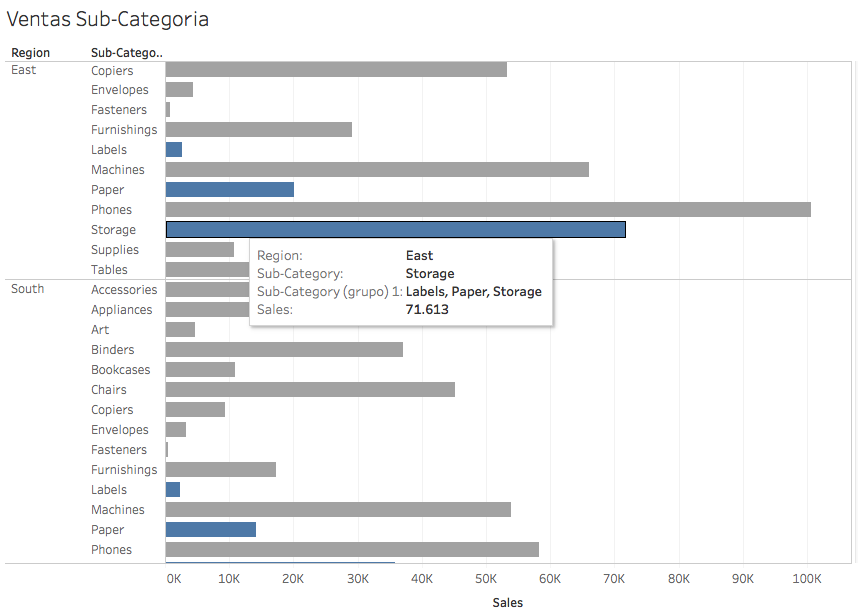 Ventas Sub-Categoria
Region Sub-Catego..
East Copiers
Envelopes
Fasteners
Furnishings
Labels
Machines
Paper
Phones
Storage
Supplies
Tables
Region: East
Sub-Category: Storage
Sub-Category (grupo) 1: Labels, Paper, Storage
Sales: 71.613
South Accessories
Appliances
Art
Binders
Bookcases
Chairs
Copiers
Envelopes
Fasteners
Furnishings
Labels
Machines
Paper
Phones
0K 10K 20K 30K 40K 50K 60K 70K 80K 90K 100K
Sales